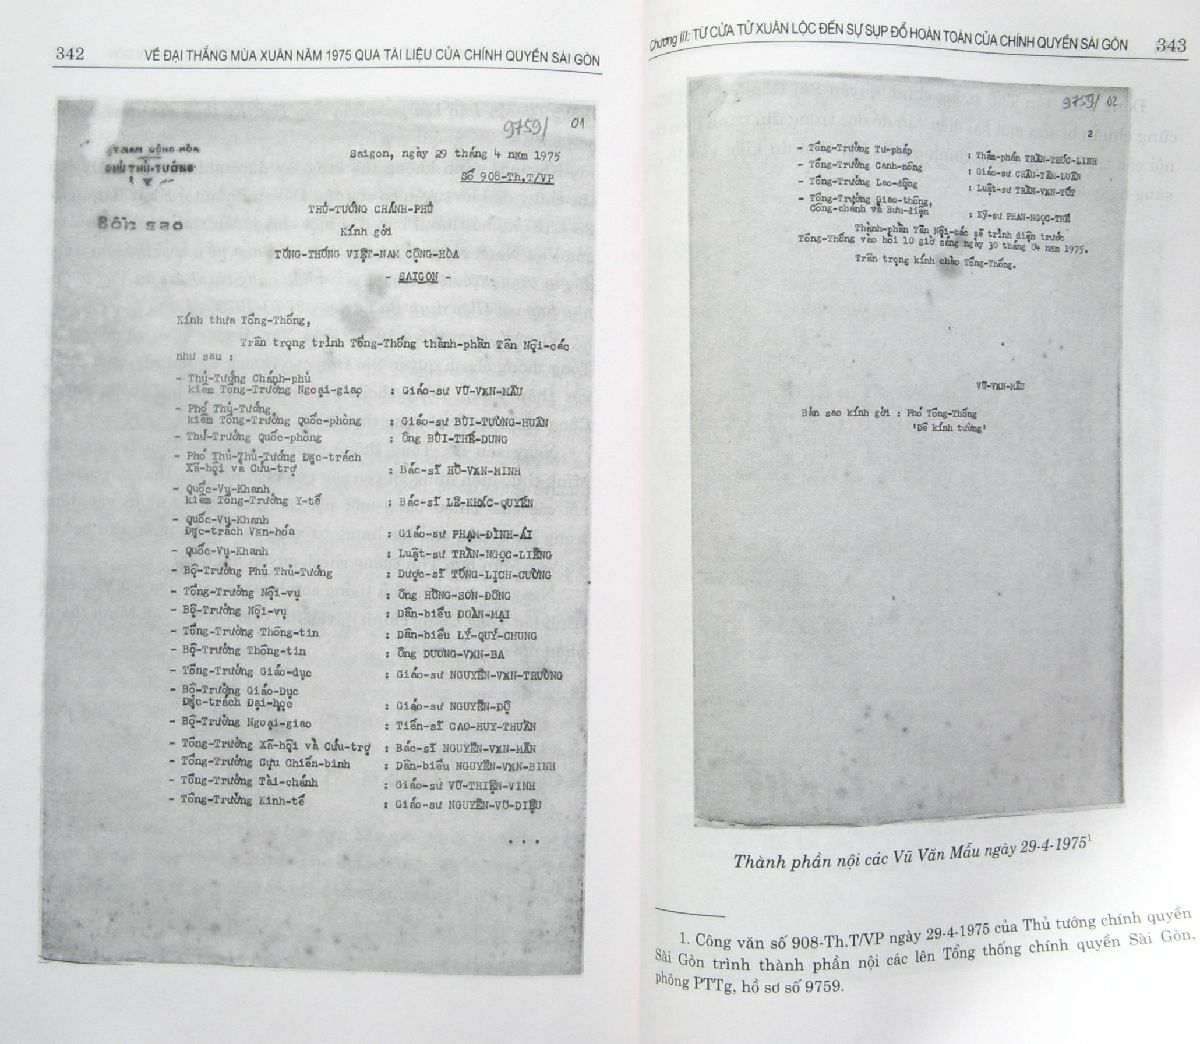 342 VỀ ĐẠI THẮNG MÙA XUÂN NĂM 1975 QUA TÀI LIỆU CỦA CHÍNH QUYỀN SÀI GÒN
9759/ 01
VIỆT-NAM CỘNG-HÒA
PHỦ THỦ-TƯỚNG
Saigon, ngày 29 tháng 4 năm 1975
Số 908-Th.T/VP
Bổn sao
THỦ-TƯỚNG CHÁNH-PHỦ
Kính gởi
TỔNG-THỐNG VIỆT-NAM CỘNG-HÒA
- SAIGON -
Kính thưa Tổng-Thống,
Trân trọng trình Tổng-Thống thành-phần Tân Nội-các
như sau :
- Thủ-Tướng Chánh-phủ
kiêm Tổng-Trưởng Ngoại-giao : Giáo-sư VŨ-VĂN-MẪU
- Phó Thủ-Tướng,
kiêm Tổng-Trưởng Quốc-phòng : Giáo-sư BÙI-TƯỜNG-HUÂN
- Thứ-Trưởng Quốc-phòng : Ông BÙI-THẾ-DUNG
- Phó Thủ-Thủ-Tướng Đặc-trách
Xã-hội và Cứu-trợ : Bác-sĩ HỒ-VĂN-MINH
- Quốc-Vụ-Khanh,
kiêm Tổng-Trưởng Y-tế : Bác-sĩ LÊ-KHẮC-QUYẾN
- Quốc-Vụ-Khanh
Đặc-trách Văn-hóa : Giáo-sư PHẠM-ĐÌNH-ÁI
- Quốc-Vụ-Khanh : Luật-sư TRẦN-NGỌC-LIỄNG
- Bộ-Trưởng Phủ Thủ-Tướng : Dược-sĩ TỐNG-LỊCH-CƯỜNG
- Tổng-Trưởng Nội-vụ : Ông HỒNG-SƠN-ĐÔNG
- Bộ-Trưởng Nội-vụ : Dân-biểu ĐOÀN-MẠI
- Tổng-Trưởng Thông-tin : Dân-biểu LÝ-QUÝ-CHUNG
- Bộ-Trưởng Thông-tin : Ông DƯƠNG-VĂN-BA
- Tổng-Trưởng Giáo-dục : Giáo-sư NGUYỄN-VĂN-TRƯỜNG
- Bộ-Trưởng Giáo-Dục
Đặc-trách Đại-học : Giáo-sư NGUYỄN-ĐỘ
- Bộ-Trưởng Ngoại-giao : Tiến-sĩ CAO-HUY-THUẦN
- Tổng-Trưởng Xã-hội và Cứu-trợ : Bác-sĩ NGUYỄN-VĂN-MẪN
- Tổng-Trưởng Cựu Chiến-binh : Dân-biểu NGUYỄN-VĂN-BINH
- Tổng-Trưởng Tài-chánh : Giáo-sư VŨ-THIỆN-VINH
- Tổng-Trưởng Kinh-tế : Giáo-sư NGUYỄN-VÕ-DIỆU
...
Chương III: TỪ CỬA TỬ XUÂN LỘC ĐẾN SỰ SỤP ĐỔ HOÀN TOÀN CỦA CHÍNH QUYỀN SÀI GÒN 343
9759/ 02.
2
- Tổng-Trưởng Tư-pháp : Thẩm-phán TRẦN-THÚC-LINH
- Tổng-Trưởng Canh-nông : Giáo-sư CHÂU-TÂM-LUÂN
- Tổng-Trưởng Lao-động : Luật-sư TRẦN-VĂN-TỐT
- Tổng-Trưởng Giao-thông,
Công-chánh và Bưu-điện : Kỹ-sư PHAN-NGỌC-THẾ
Thành-phần Tân Nội-các sẽ trình diện trước
Tổng-Thống vào hồi 10 giờ sáng ngày 30 tháng 04 năm 1975.
Trân trọng kính chào Tổng-Thống.
VŨ-VĂN-MẪU
Bản sao kính gởi : Phó Tổng-Thống
"Để kính tường"
Thành phần nội các Vũ Văn Mẫu ngày 29-4-1975¹
1. Công văn số 908-Th.T/VP ngày 29-4-1975 của Thủ tướng chính quyền
Sài Gòn trình thành phần nội các lên Tổng thống chính quyền Sài Gòn,
phông PTTg, hồ sơ số 9759.